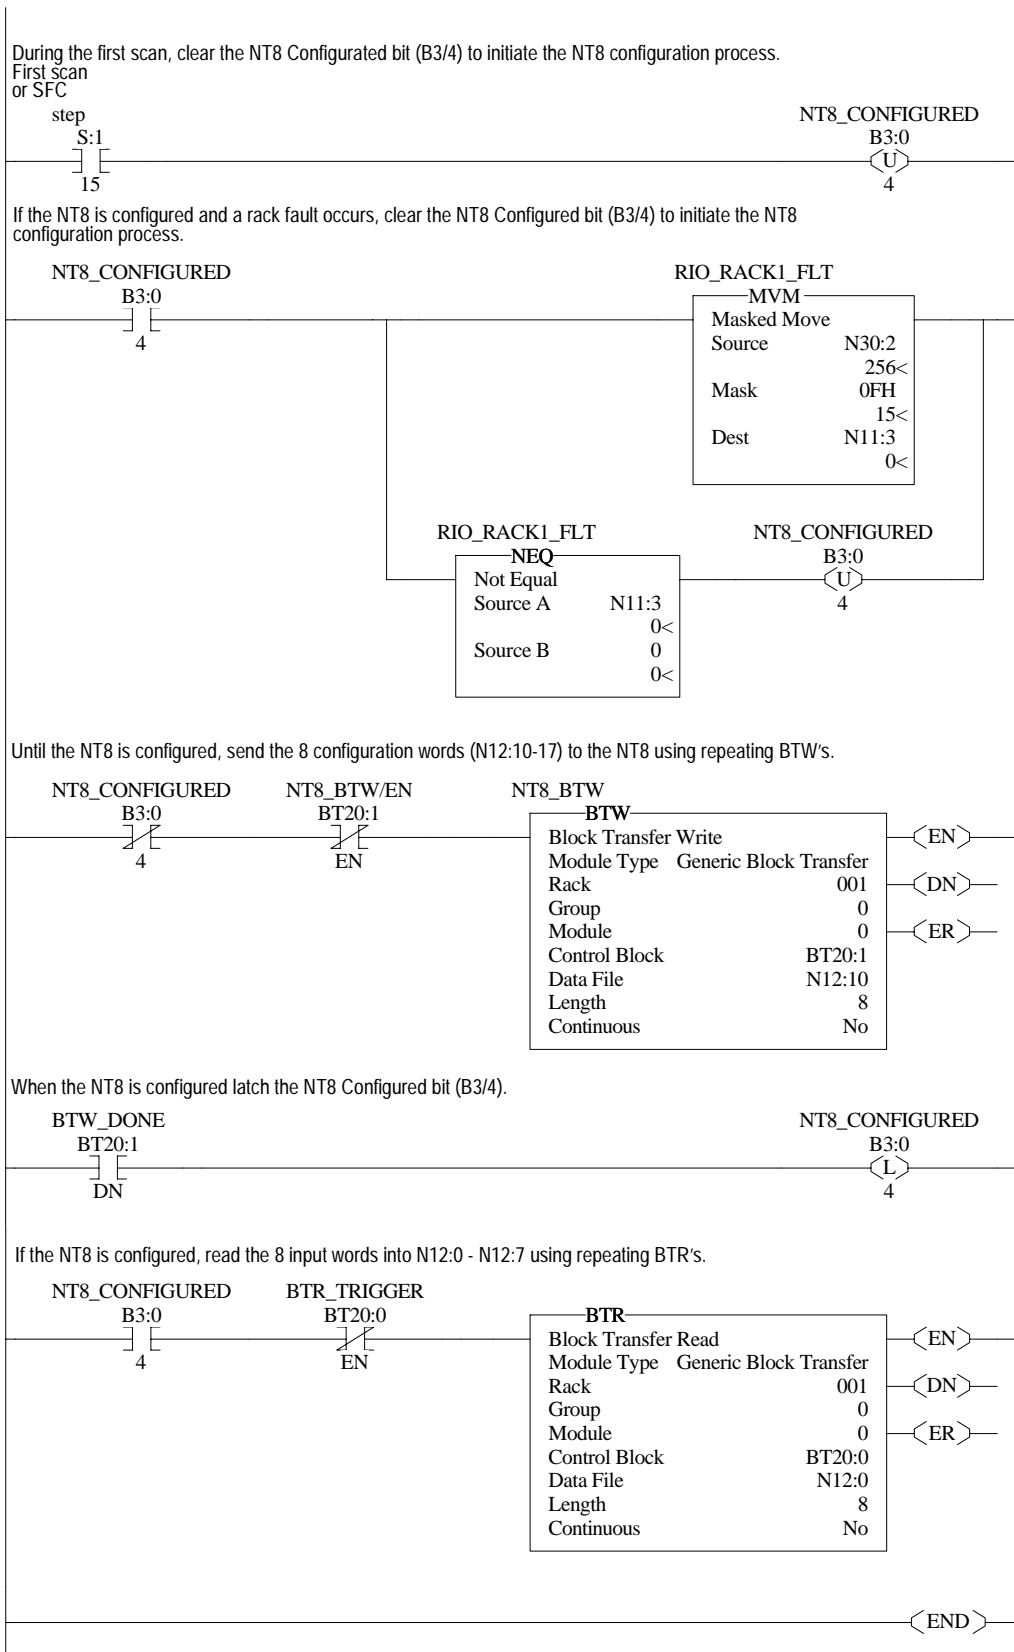 During the first scan, clear the NT8 Configurated bit (B3/4) to initiate the NT8 configuration process.
First scan
or SFC
step
NT8_CONFIGURED
S:1
B3:0
U
15
4
If the NT8 is configured and a rack fault occurs, clear the NT8 Configured bit (B3/4) to initiate the NT8
configuration process.
NT8_CONFIGURED
RIO_RACK1_FLT
B3:0
MVM
Masked Move
4
Source N30:2
256<
Mask 0FH
15<
Dest N11:3
0<
RIO_RACK1_FLT
NT8_CONFIGURED
NEQ
B3:0
Not Equal
U
Source A N11:3
4
0<
Source B 0
0<
Until the NT8 is configured, send the 8 configuration words (N12:10-17) to the NT8 using repeating BTW's.
NT8_CONFIGURED NT8_BTW/EN NT8_BTW
B3:0 BT20:1 BTW
Block Transfer Write EN
4 EN
Module Type Generic Block Transfer
Rack 001 DN
Group 0
Module 0 ER
Control Block BT20:1
Data File N12:10
Length 8
Continuous No
When the NT8 is configured latch the NT8 Configured bit (B3/4).
BTW_DONE NT8_CONFIGURED
BT20:1 B3:0
L
DN 4
If the NT8 is configured, read the 8 input words into N12:0 - N12:7 using repeating BTR's.
NT8_CONFIGURED BTR_TRIGGER
B3:0 BT20:0 BTR
Block Transfer Read EN
4 EN
Module Type Generic Block Transfer
Rack 001 DN
Group 0
Module 0 ER
Control Block BT20:0
Data File N12:0
Length 8
Continuous No
END